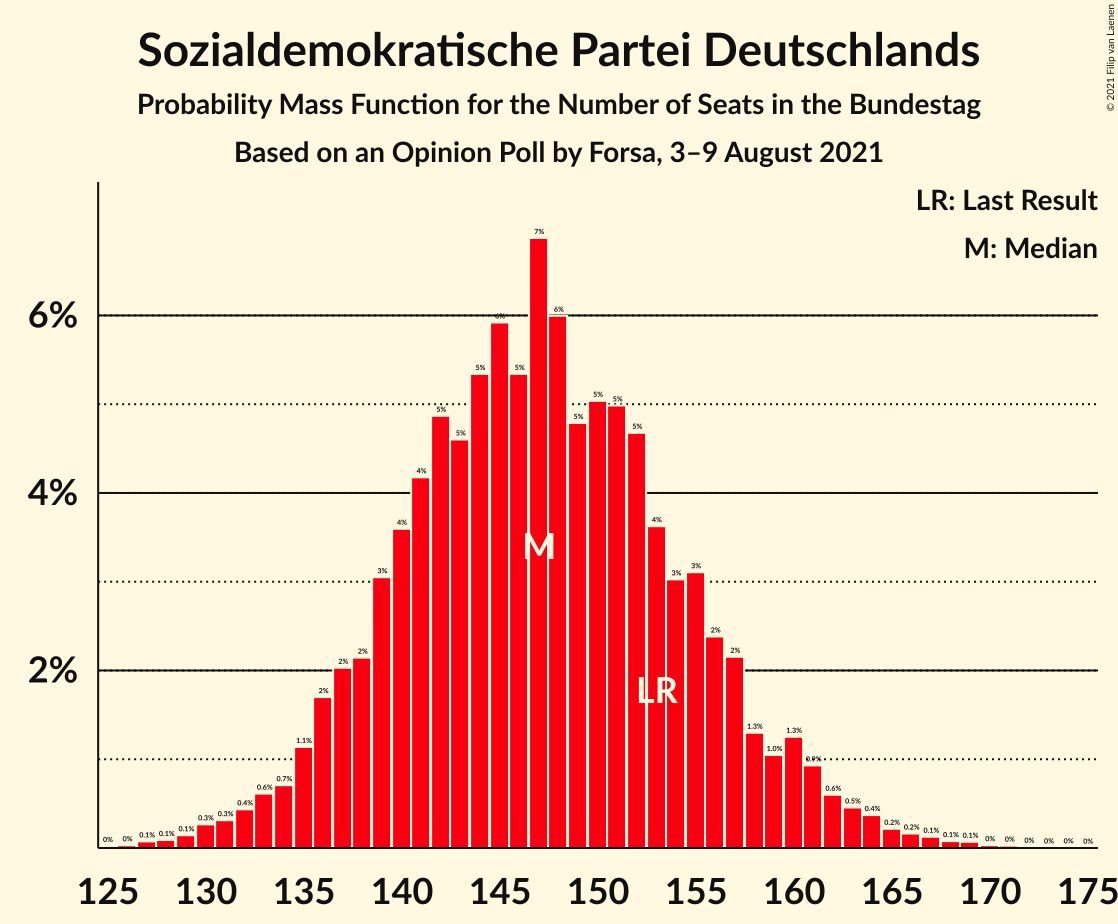 Sozialdemokratische Partei Deutschlands
Probability Mass Function for the Number of Seats in the Bundestag
Based on an Opinion Poll by Forsa, 3–9 August 2021
© 2021 Filip van Laenen
LR: Last Result
M: Median
6%
4%
2%
0% 0% 0.1% 0.1% 0.1% 0.3% 0.3% 0.4% 0.6% 0.7% 1.1% 2% 2% 2% 3% 4% 4% 5% 5% 5% 6% 5% 7% 6% 5% 5% 5% 5% 4% 3% 3% 2% 2% 1.3% 1.0% 1.3% 0.9% 0.6% 0.5% 0.4% 0.2% 0.2% 0.1% 0.1% 0.1% 0% 0% 0% 0% 0% 0%
M
LR
125 130 135 140 145 150 155 160 165 170 175